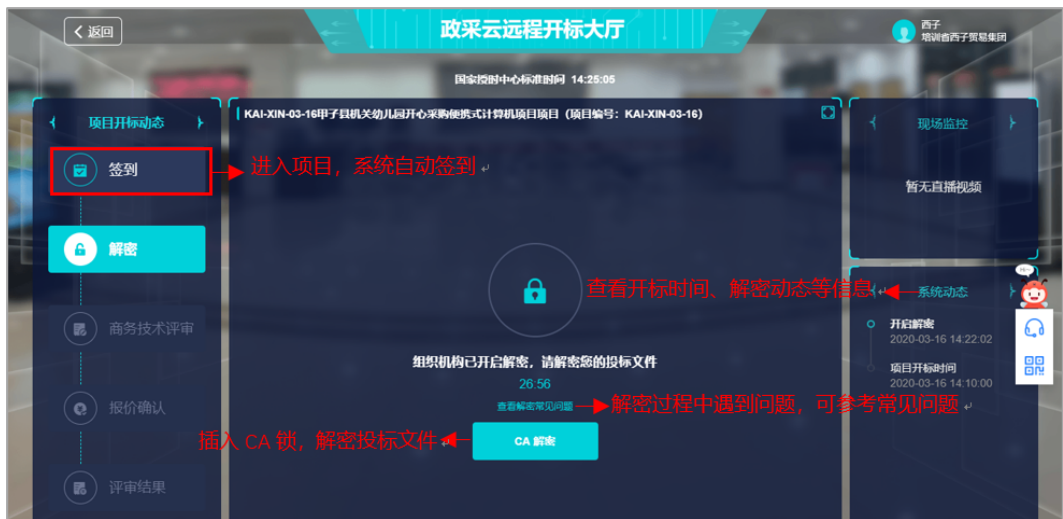 返回
政采云远程开标大厅
西子
培训省西子贸易集团
国家授时中心标准时间 14:25:05
项目开标动态
KAI-XIN-03-16甲子县机关幼儿园开心采购便携式计算机项目项目（项目编号：KAI-XIN-03-16）
现场监控
签到
进入项目，系统自动签到
暂无直播视频
解密
Hi~
查看开标时间、解密动态等信息
系统动态
商务技术评审
开启解密
2020-03-16 14:22:02
组织机构已开启解密，请解密您的投标文件
项目开标时间
2020-03-16 14:10:00
26:56
报价确认
查看解密常见问题
解密过程中遇到问题，可参考常见问题
插入 CA 锁，解密投标文件
CA 解密
评审结果